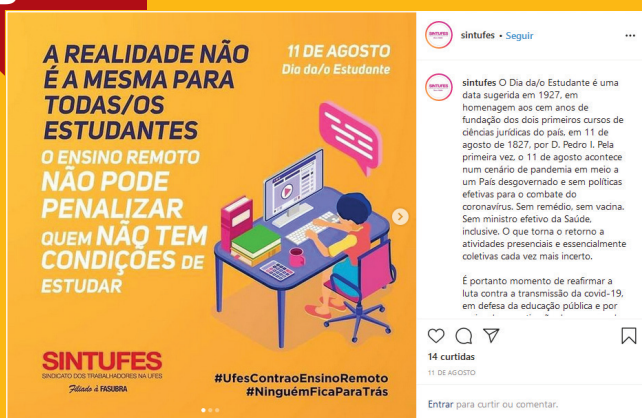 A REALIDADE NÃO
É A MESMA PARA
TODAS/OS
ESTUDANTES
O ENSINO REMOTO
NÃO PODE
PENALIZAR
QUEM NÃO TEM
CONDIÇÕES DE
ESTUDAR
11 DE AGOSTO
Dia da/o Estudante
SINTUFES
SINDICATO DOS TRABALHADORES NA UFES
Filiado à FASUBRA
#UfesContraoEnsinoRemoto
#NinguémFicaParaTrás
sintufes • Seguir
sintufes O Dia da/o Estudante é uma
data sugerida em 1927, em
homenagem aos cem anos de
fundação dos dois primeiros cursos de
ciências jurídicas do país, em 11 de
agosto de 1827, por D. Pedro I. Pela
primeira vez, o 11 de agosto acontece
num cenário de pandemia em meio a
um País desgovernado e sem políticas
efetivas para o combate do
coronavírus. Sem remédio, sem vacina.
Sem ministro efetivo da Saúde,
inclusive. O que torna o retorno a
atividades presenciais e essencialmente
coletivas cada vez mais incerto.
É portanto momento de reafirmar a
luta contra a transmissão da covid-19,
em defesa da educação pública e por
14 curtidas
11 DE AGOSTO
Entrar para curtir ou comentar.